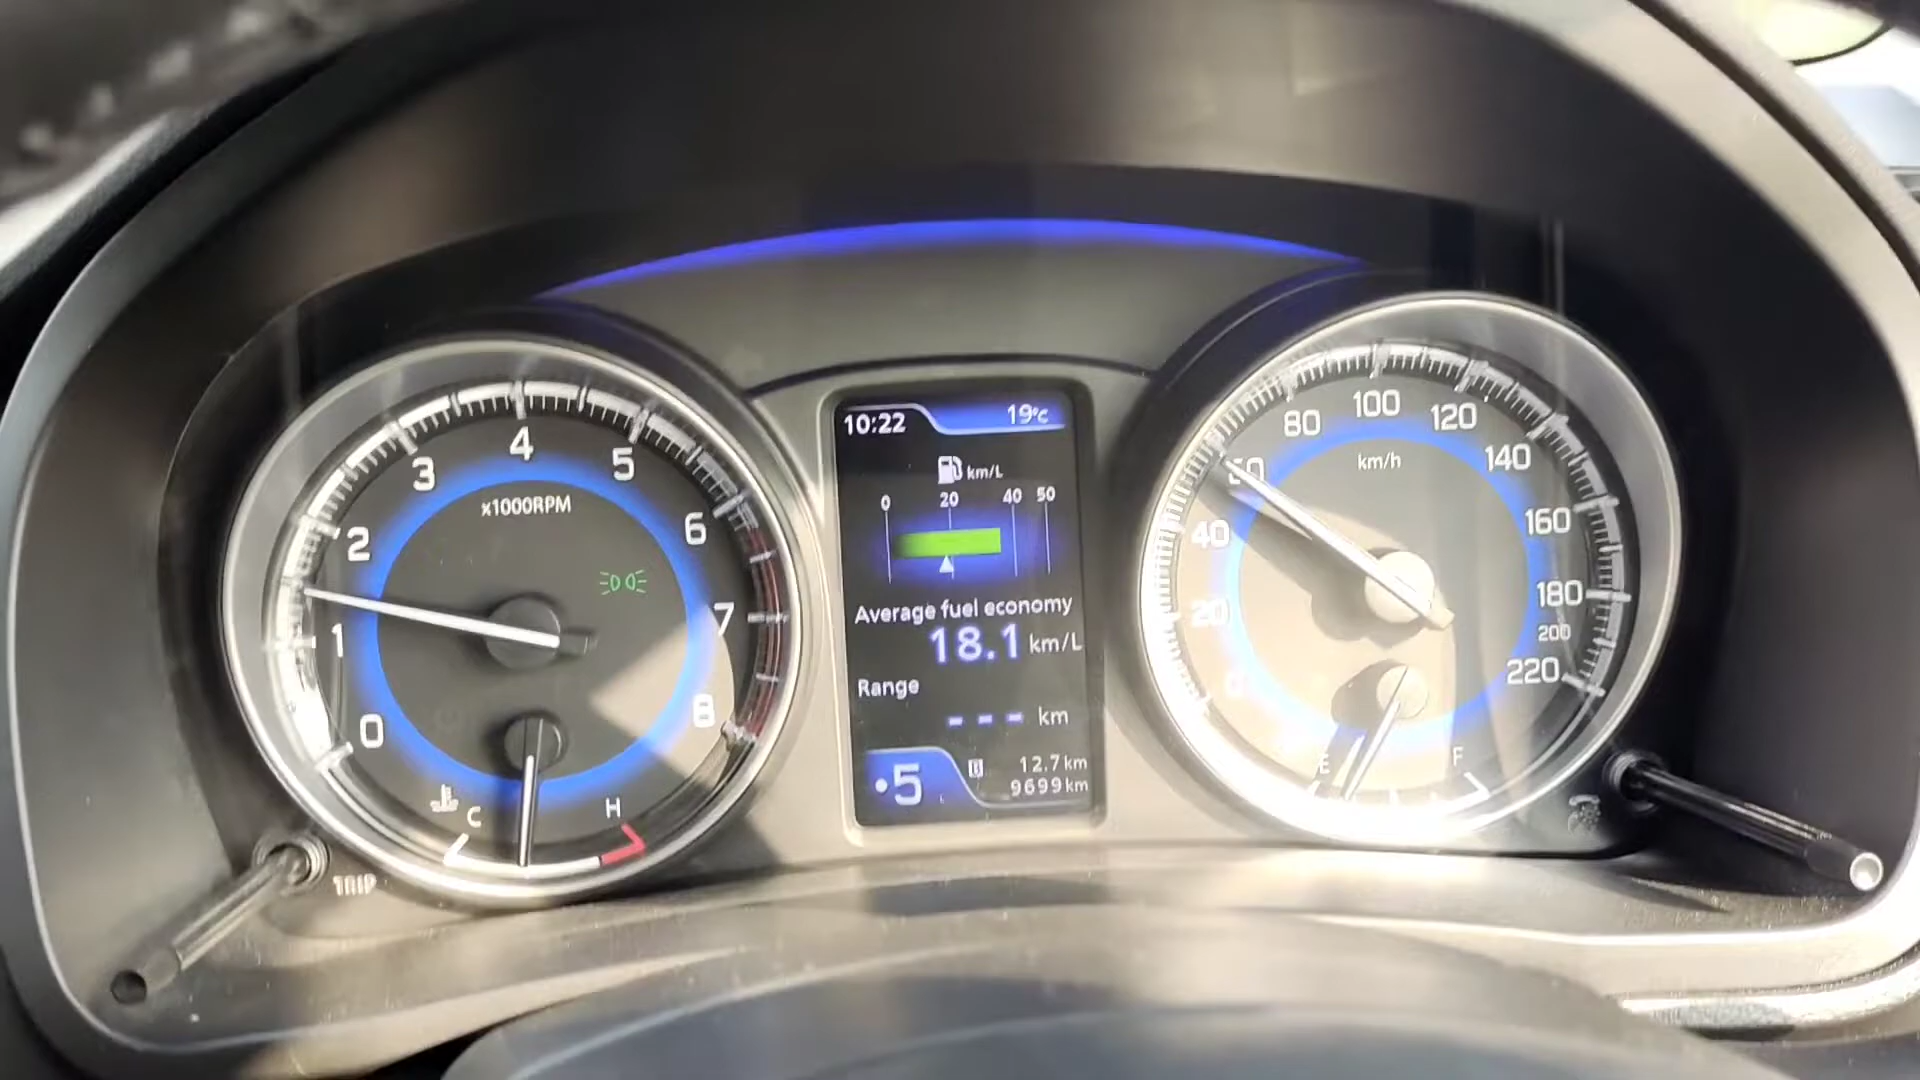 0
1
2
3
4
5
6
7
8
x1000RPM
C
H
TRIP
10:22
19°C
km/L
0 20 40 50
Average fuel economy
18.1 km/L
Range
- - - km
•5
B 12.7 km
9699 km
20
40
60
80
100
120
140
160
180
200
220
km/h
E
F